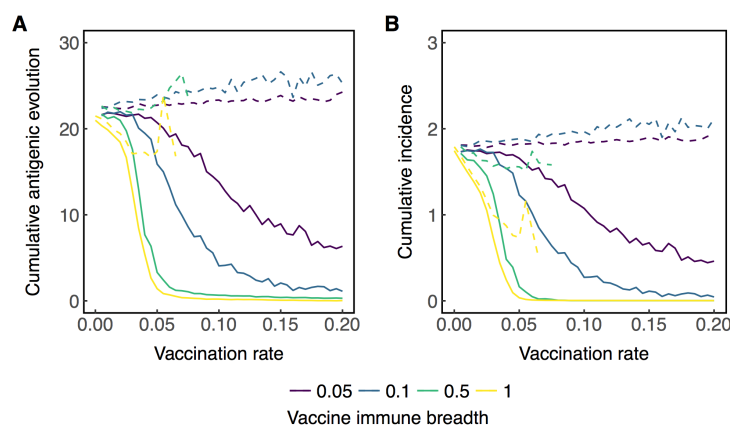 A
B
Cumulative antigenic evolution
30
20
10
0
0.00 0.05 0.10 0.15 0.20
Vaccination rate
Cumulative incidence
3
2
1
0
0.00 0.05 0.10 0.15 0.20
Vaccination rate
0.05 0.1 0.5 1
Vaccine immune breadth